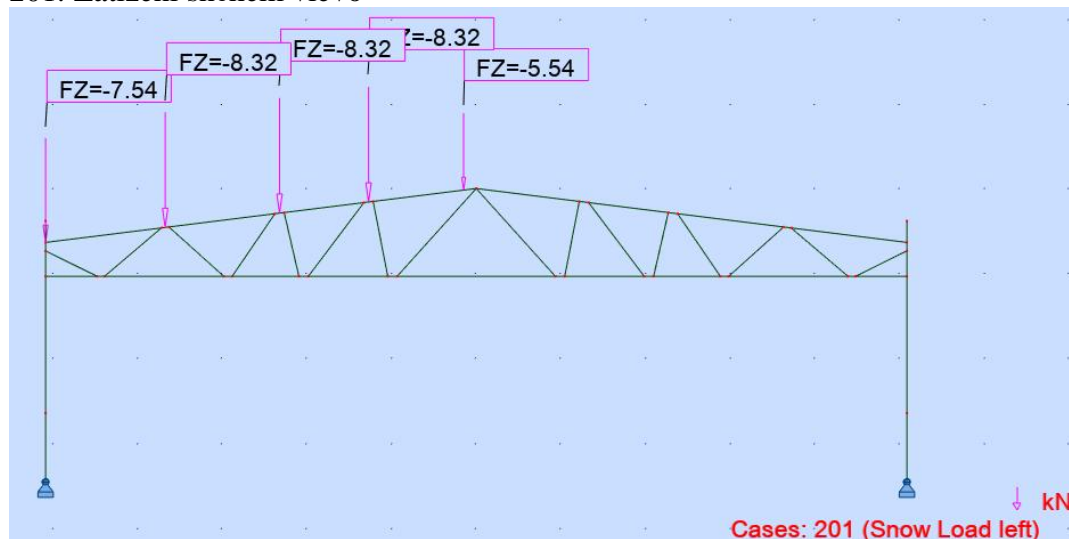 FZ=-8.32
FZ=-8.32
FZ=-8.32
FZ=-5.54
FZ=-7.54
kN
Cases: 201 (Snow Load left)